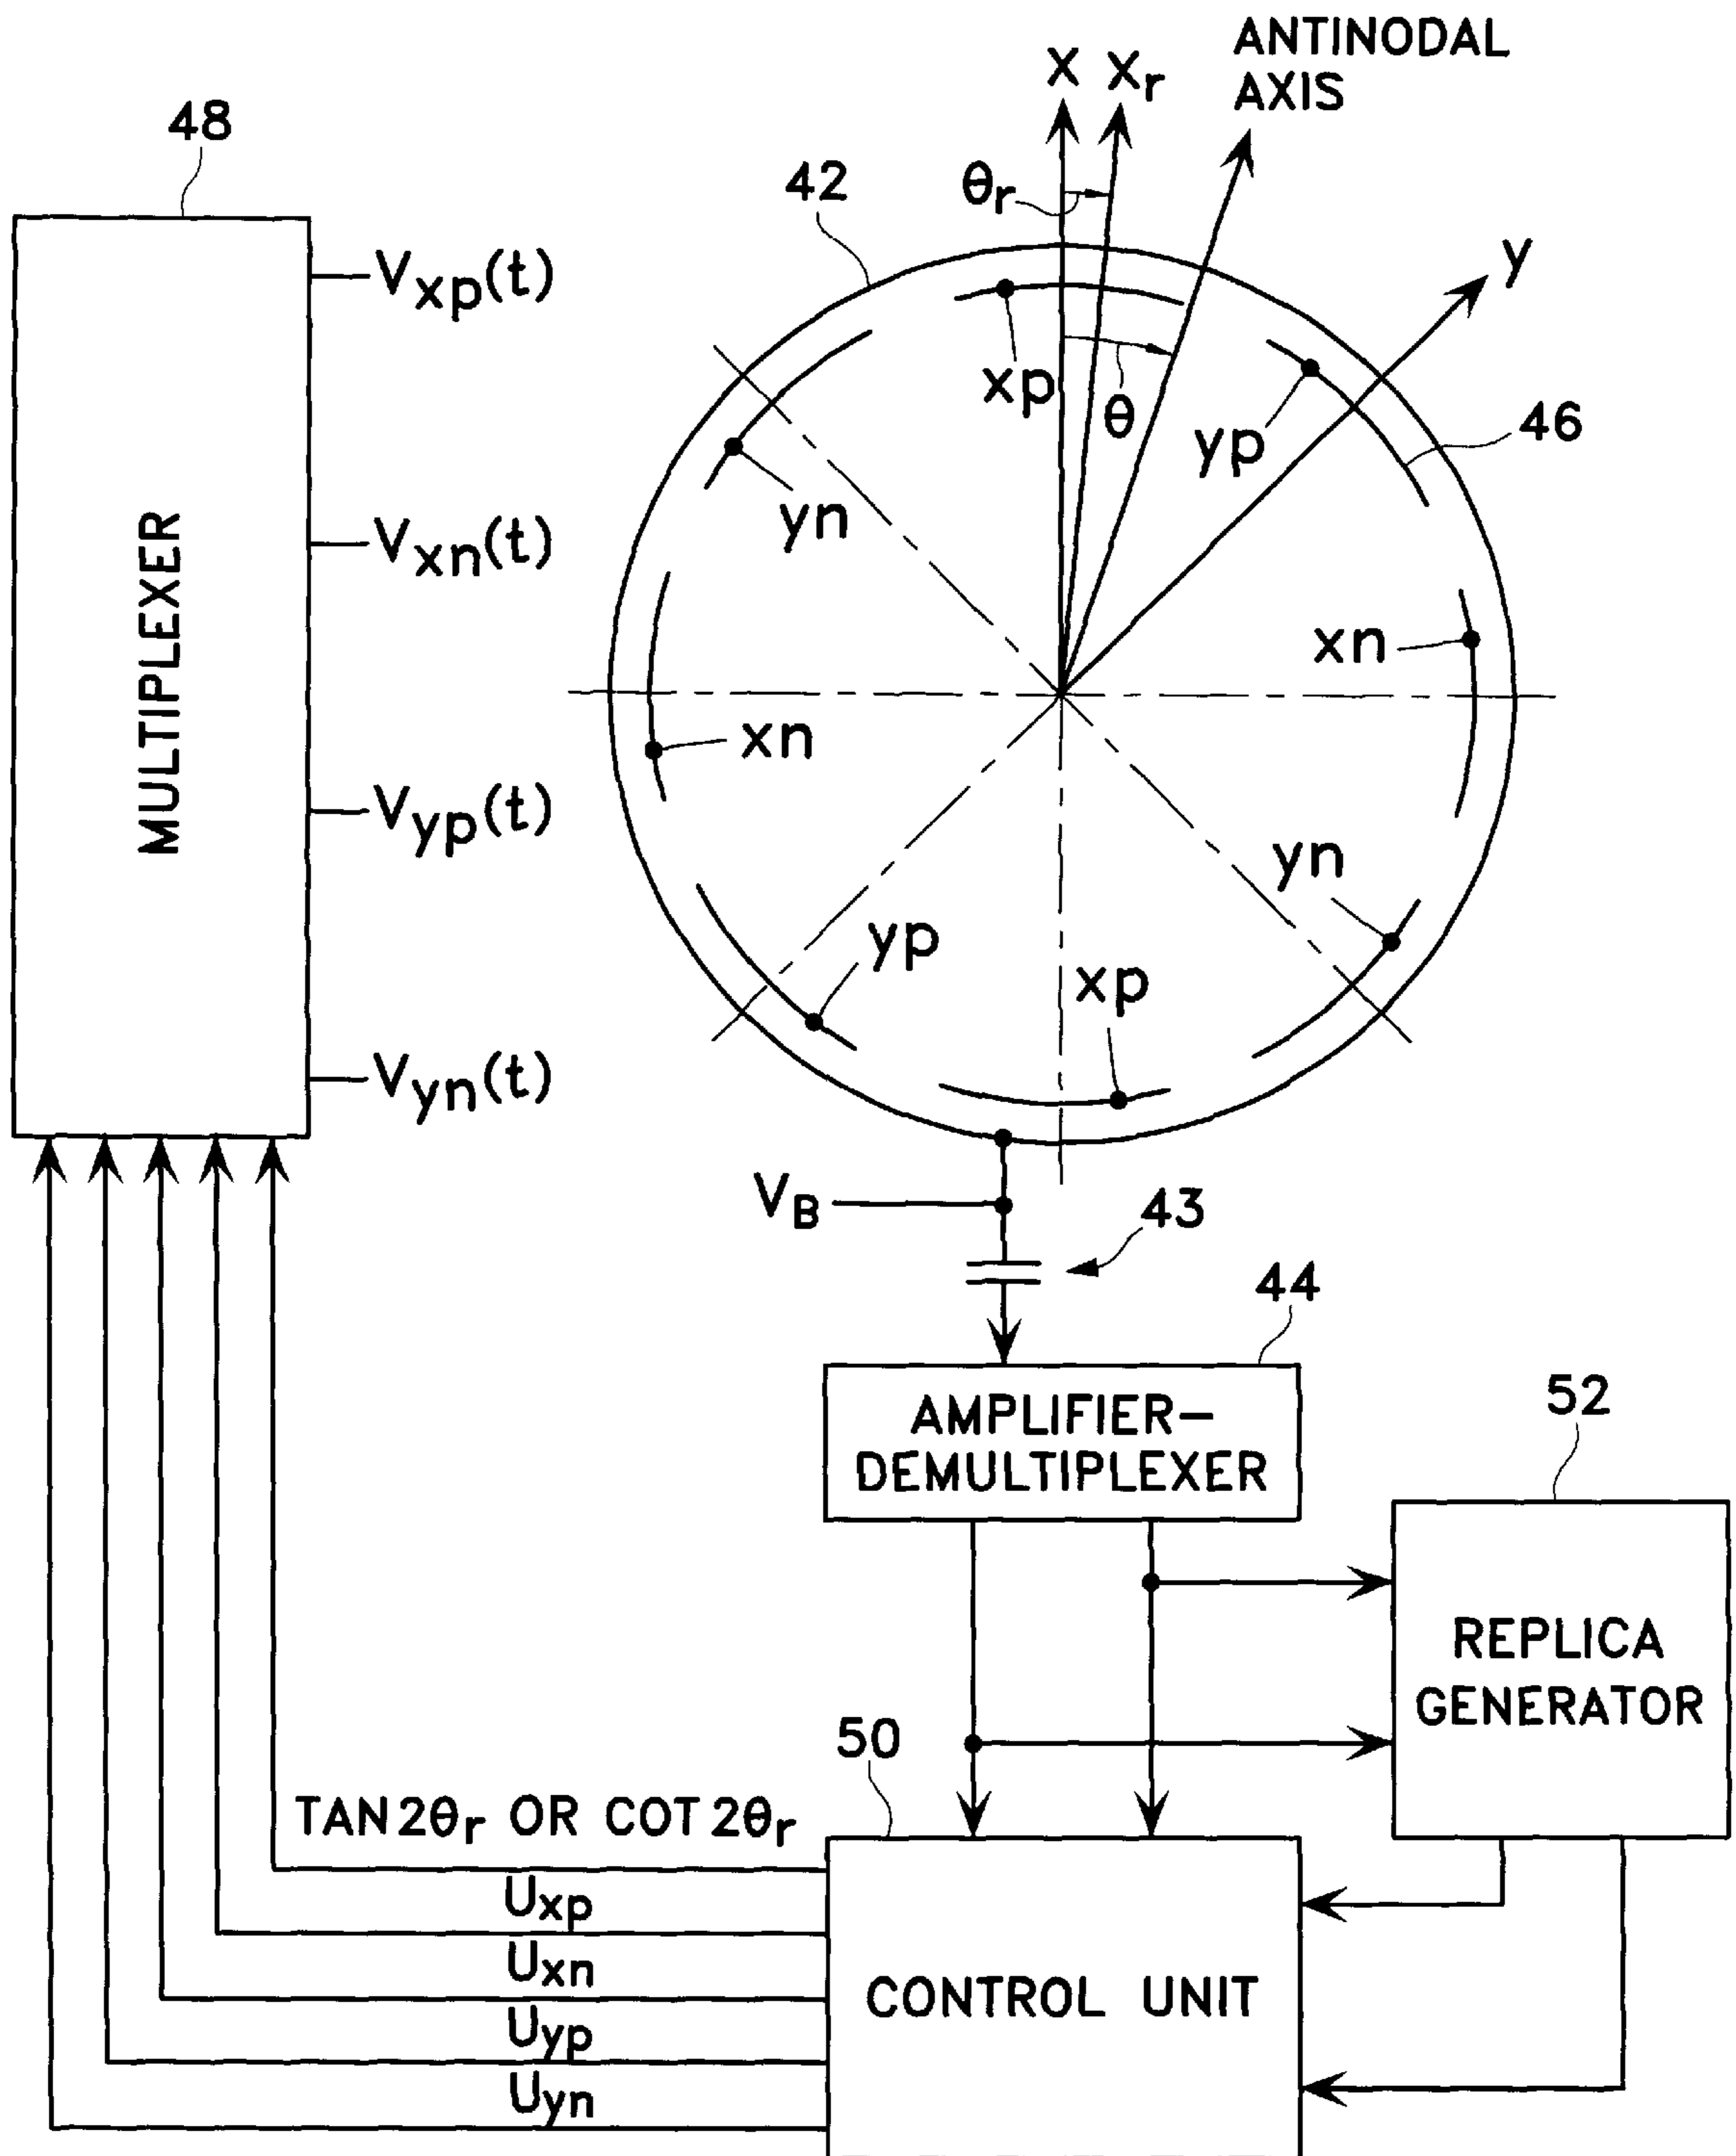 ANTINODAL
AXIS
x
xr
48
42
θr
y
Vxp(t)
xp
θ
yp
46
yn
Vxn(t)
MULTIPLEXER
xn
xn
Vyp(t)
yn
yp
xp
Vyn(t)
VB
43
44
AMPLIFIER-
DEMULTIPLEXER
52
REPLICA
GENERATOR
50
TAN 2θr OR COT 2θr
Uxp
Uxn
CONTROL UNIT
Uyp
Uyn